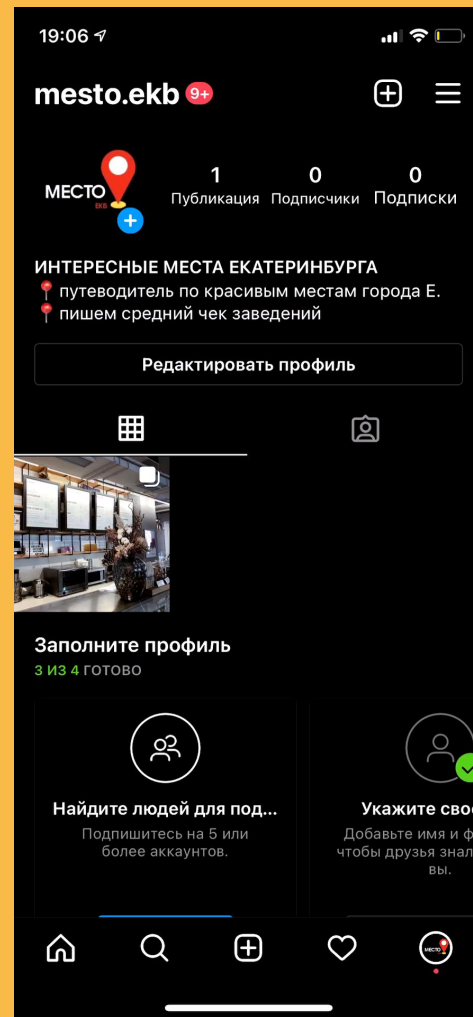 19:06
mesto.ekb 9+
МЕСТО
ЕКБ
1
Публикация
0
Подписчики
0
Подписки
ИНТЕРЕСНЫЕ МЕСТА ЕКАТЕРИНБУРГА
📍 путеводитель по красивым местам города Е.
📍 пишем средний чек заведений
Редактировать профиль
Заполните профиль
3 ИЗ 4 ГОТОВО
Найдите людей для под...
Подпишитесь на 5 или
более аккаунтов.
Укажите сво
Добавьте имя и ф
чтобы друзья знал
вы.
МЕСТО